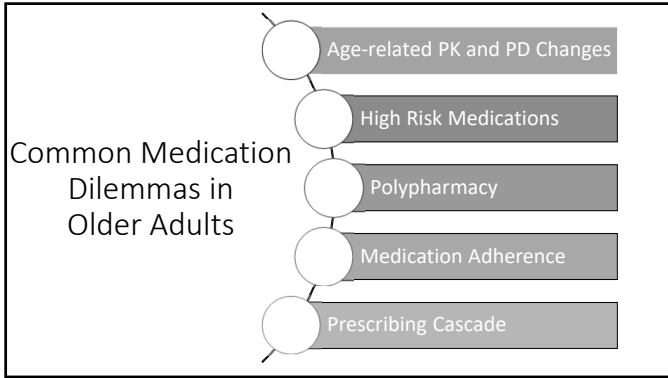 Common Medication
Dilemmas in
Older Adults
Age-related PK and PD Changes
High Risk Medications
Polypharmacy
Medication Adherence
Prescribing Cascade